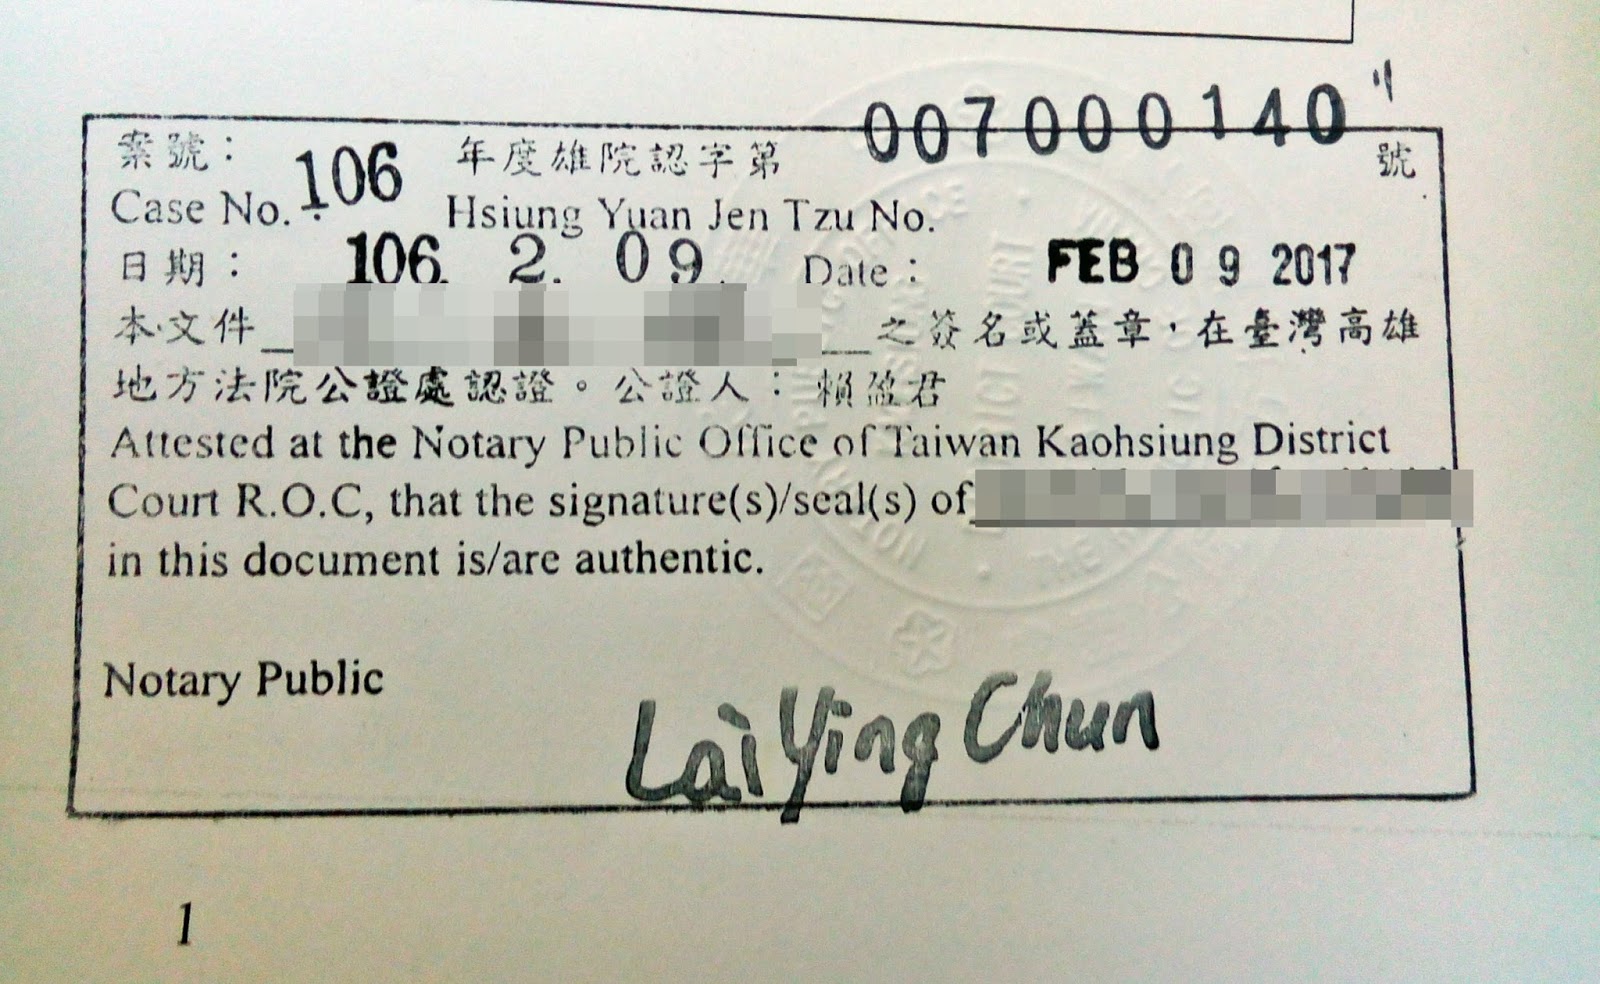 007000140
案號：106 年度雄院認字第 號
Case No. 106 Hsiung Yuan Jen Tzu No.
日期：106. 2. 09. Date： FEB 09 2017
本文件 之簽名或蓋章，在臺灣高雄
地方法院公證處認證。公證人：賴盈君
Attested at the Notary Public Office of Taiwan Kaohsiung District
Court R.O.C, that the signature(s)/seal(s) of
in this document is/are authentic.
Notary Public
Lai Ying Chun
1